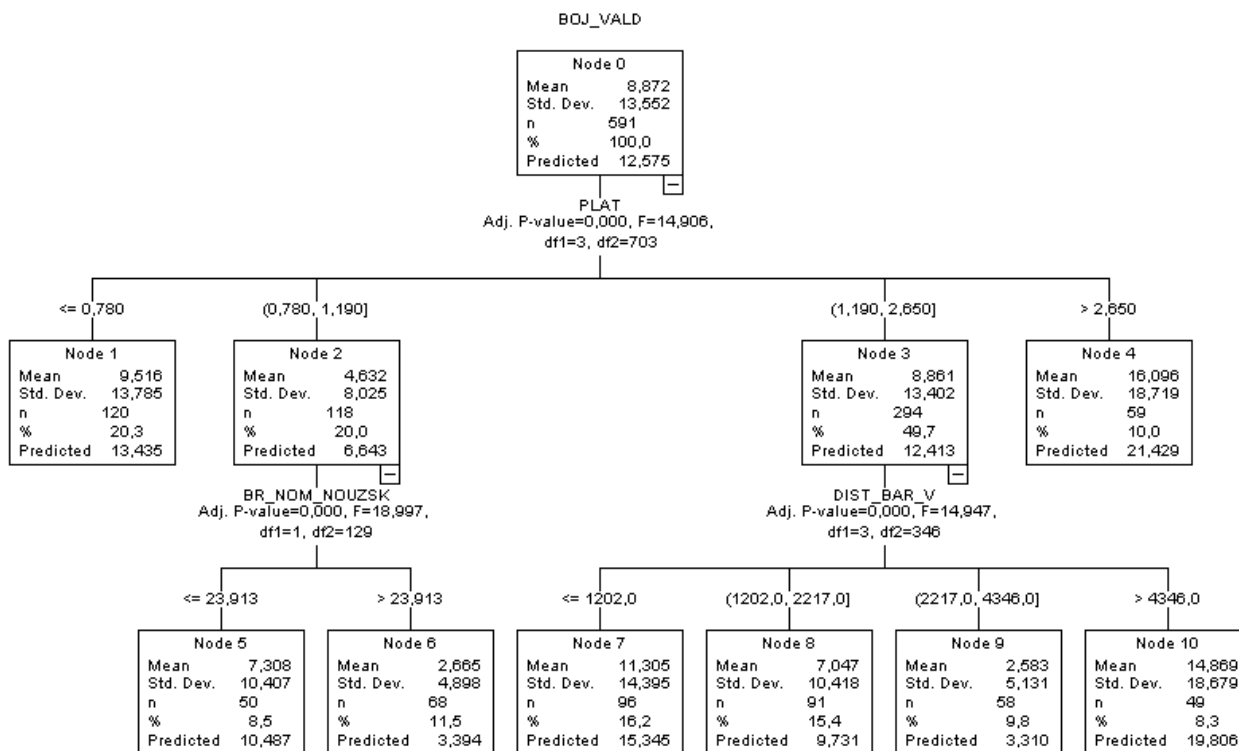 BOJ_VALD
Node 0
Mean 8,872
Std. Dev. 13,552
n 591
% 100,0
Predicted 12,575
PLAT
Adj. P-value=0,000, F=14,906,
df1=3, df2=703
<= 0,780
(0,780, 1,190]
(1,190, 2,650]
> 2,650
Node 1
Mean 9,516
Std. Dev. 13,785
n 120
% 20,3
Predicted 13,435
Node 2
Mean 4,632
Std. Dev. 8,025
n 118
% 20,0
Predicted 6,643
Node 3
Mean 8,861
Std. Dev. 13,402
n 294
% 49,7
Predicted 12,413
Node 4
Mean 16,096
Std. Dev. 18,719
n 59
% 10,0
Predicted 21,429
BR_NOM_NOUZSK
Adj. P-value=0,000, F=18,997,
df1=1, df2=129
DIST_BAR_V
Adj. P-value=0,000, F=14,947,
df1=3, df2=346
<= 23,913
> 23,913
<= 1202,0
(1202,0, 2217,0]
(2217,0, 4346,0]
> 4346,0
Node 5
Mean 7,308
Std. Dev. 10,407
n 50
% 8,5
Predicted 10,487
Node 6
Mean 2,665
Std. Dev. 4,898
n 68
% 11,5
Predicted 3,394
Node 7
Mean 11,305
Std. Dev. 14,395
n 96
% 16,2
Predicted 15,345
Node 8
Mean 7,047
Std. Dev. 10,418
n 91
% 15,4
Predicted 9,731
Node 9
Mean 2,583
Std. Dev. 5,131
n 58
% 9,8
Predicted 3,310
Node 10
Mean 14,869
Std. Dev. 18,679
n 49
% 8,3
Predicted 19,806